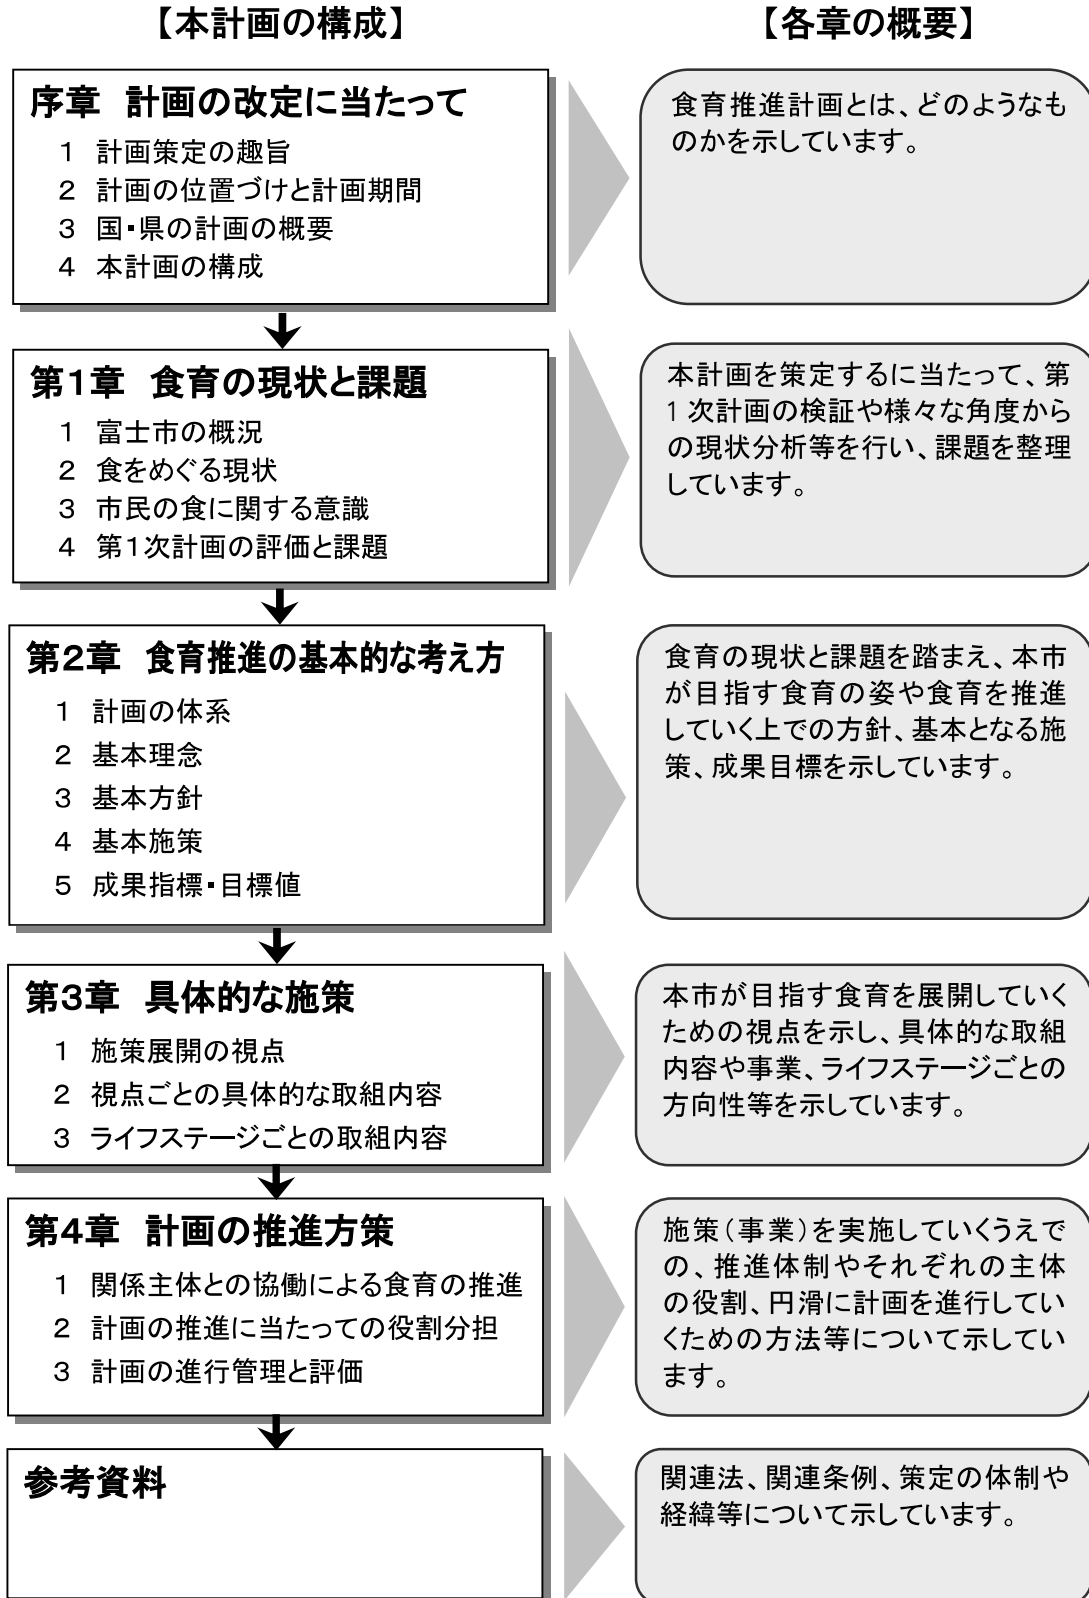 【本計画の構成】
【各章の概要】
序章 計画の改定に当たって
1 計画策定の趣旨
2 計画の位置づけと計画期間
3 国・県の計画の概要
4 本計画の構成
食育推進計画とは、どのようなも
のかを示しています。
第1章 食育の現状と課題
1 富士市の概況
2 食をめぐる現状
3 市民の食に関する意識
4 第1次計画の評価と課題
本計画を策定するに当たって、第
1次計画の検証や様々な角度から
の現状分析等を行い、課題を整理
しています。
第2章 食育推進の基本的な考え方
1 計画の体系
2 基本理念
3 基本方針
4 基本施策
5 成果指標・目標値
食育の現状と課題を踏まえ、本市
が目指す食育の姿や食育を推進
していく上での方針、基本となる施
策、成果目標を示しています。
第3章 具体的な施策
1 施策展開の視点
2 視点ごとの具体的な取組内容
3 ライフステージごとの取組内容
本市が目指す食育を展開していく
ための視点を示し、具体的な取組
内容や事業、ライフステージごとの
方向性等を示しています。
第4章 計画の推進方策
1 関係主体との協働による食育の推進
2 計画の推進に当たっての役割分担
3 計画の進行管理と評価
施策(事業)を実施していくうえで
の、推進体制やそれぞれの主体
の役割、円滑に計画を進行してい
くための方法等について示してい
ます。
参考資料
関連法、関連条例、策定の体制や
経緯等について示しています。